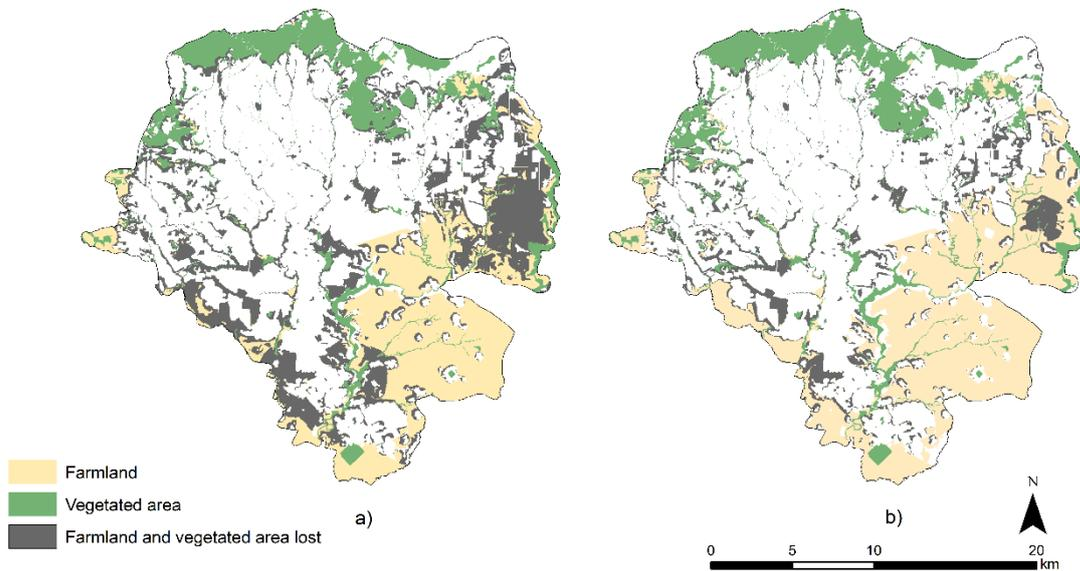 Farmland
Vegetated area
Farmland and vegetated area lost
a)
b)
N
0 5 10 20
km